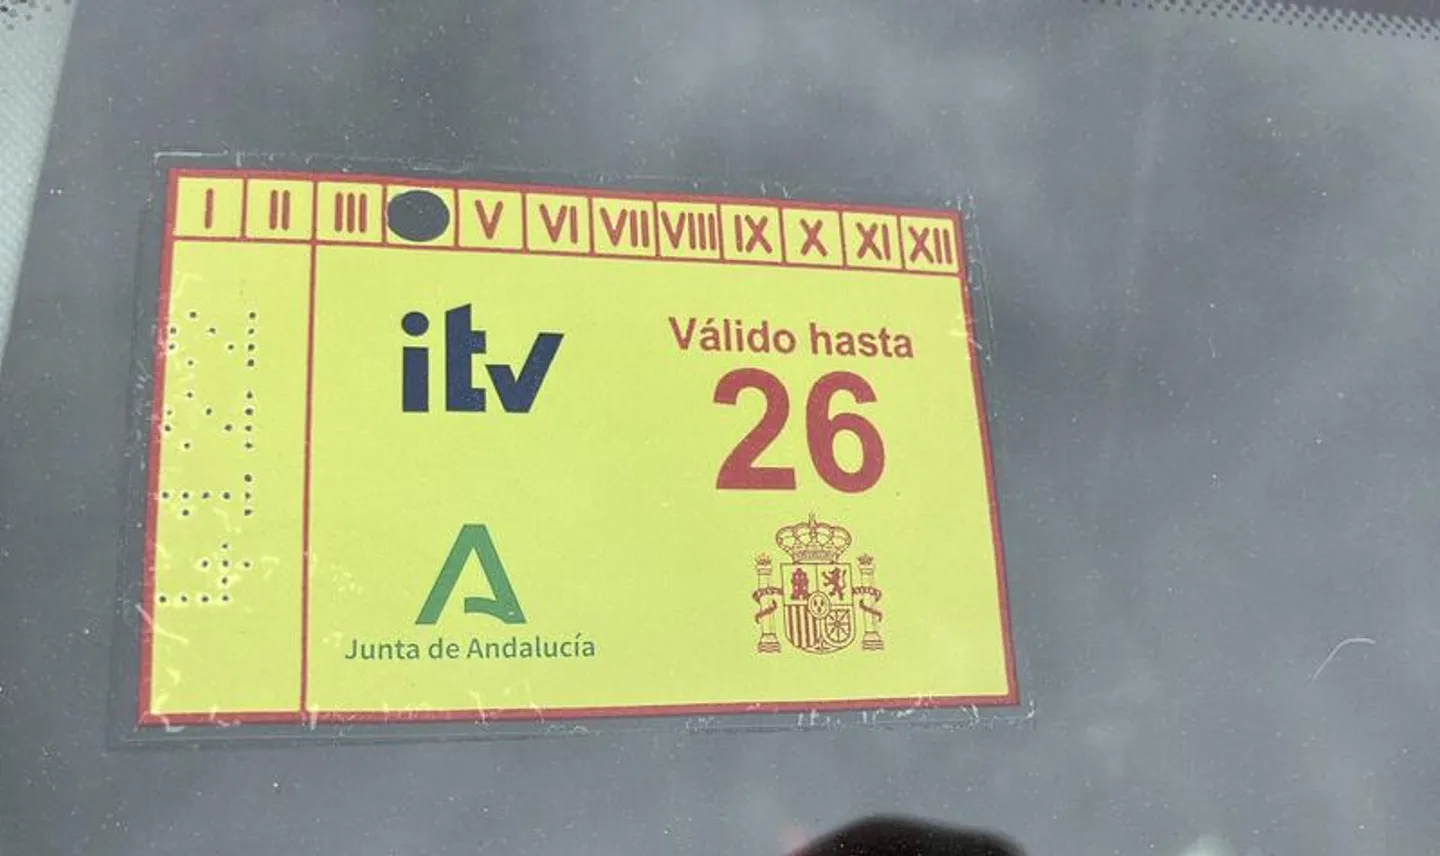 I II III V VI VII VIII IX X XI XII
itv
Válido hasta
26
Junta de Andalucía